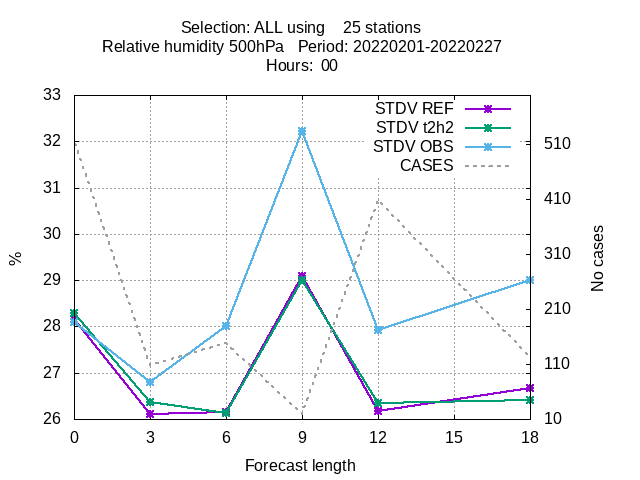 Selection: ALL using    25 stations
Relative humidity 500hPa   Period: 20220201-20220227
Hours:  00
STDV REF
STDV t2h2
STDV OBS
CASES
%
33
32
31
30
29
28
27
26
No cases
510
410
310
210
110
10
0 3 6 9 12 15 18
Forecast length